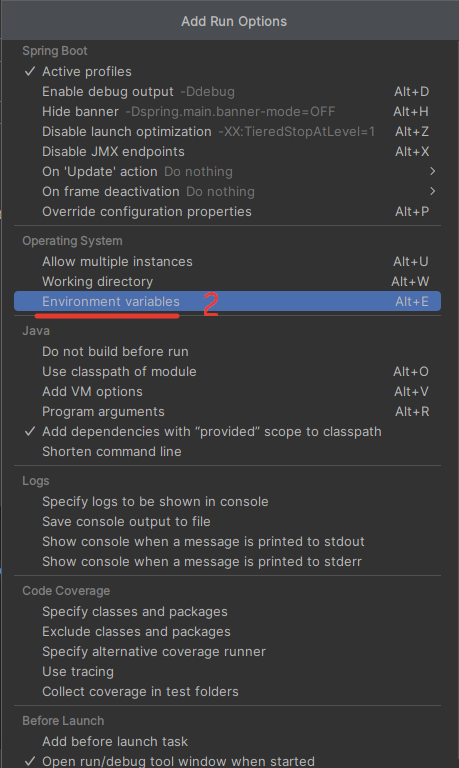 Add Run Options
Spring Boot
✓ Active profiles
Enable debug output -Ddebug Alt+D
Hide banner -Dspring.main.banner-mode=OFF Alt+H
Disable launch optimization -XX:TieredStopAtLevel=1 Alt+Z
Disable JMX endpoints Alt+X
On 'Update' action Do nothing >
On frame deactivation Do nothing >
Override configuration properties Alt+P
Operating System
Allow multiple instances Alt+U
Working directory Alt+W
Environment variables 2 Alt+E
Java
Do not build before run
Use classpath of module Alt+O
Add VM options Alt+V
Program arguments Alt+R
✓ Add dependencies with “provided” scope to classpath
Shorten command line
Logs
Specify logs to be shown in console
Save console output to file
Show console when a message is printed to stdout
Show console when a message is printed to stderr
Code Coverage
Specify classes and packages
Exclude classes and packages
Specify alternative coverage runner
Use tracing
Collect coverage in test folders
Before Launch
Add before launch task
✓ Open run/debug tool window when started